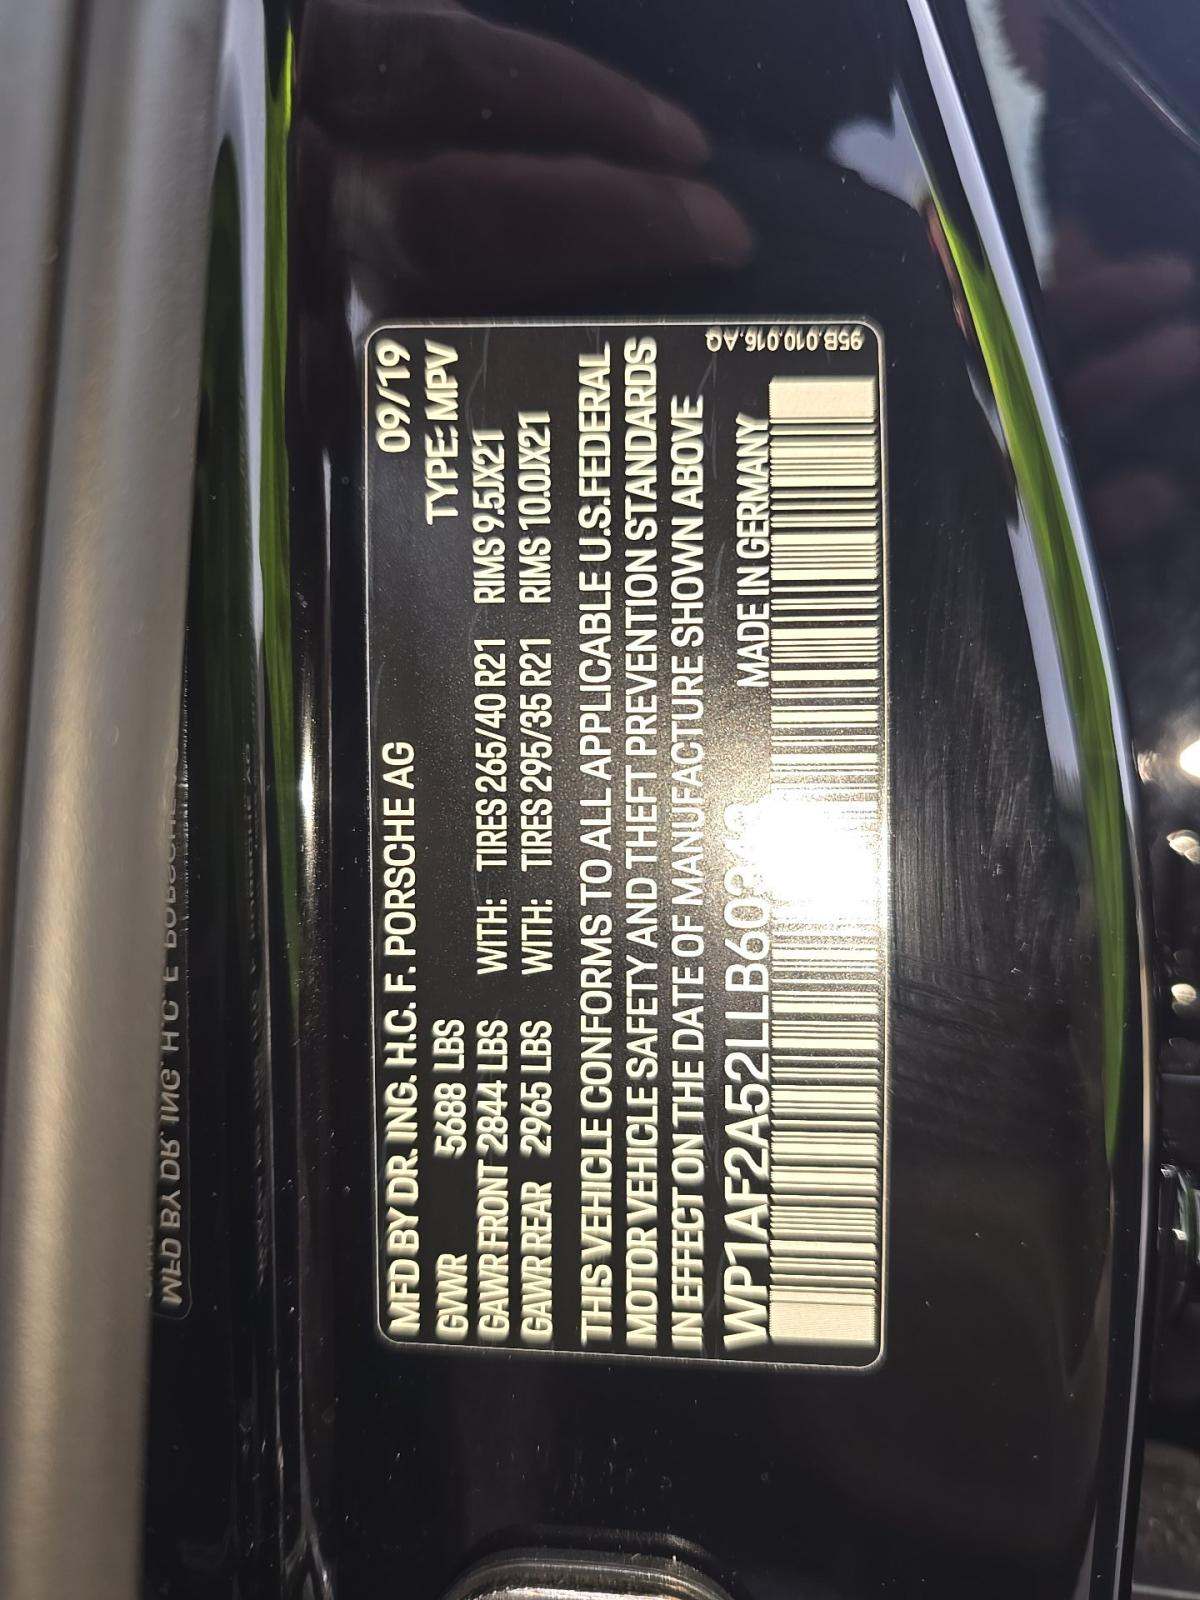 MFD BY DR. ING. H.C. F. PORSCHE AG 09/19
GVWR 5688 LBS TYPE: MPV
GAWR FRONT 2844 LBS WITH: TIRES 265/40 R21 RIMS 9.5JX21
GAWR REAR 2965 LBS WITH: TIRES 295/35 R21 RIMS 10.0JX21
THIS VEHICLE CONFORMS TO ALL APPLICABLE U.S. FEDERAL
MOTOR VEHICLE SAFETY AND THEFT PREVENTION STANDARDS
IN EFFECT ON THE DATE OF MANUFACTURE SHOWN ABOVE
MADE IN GERMANY
95B.010.016.AQ